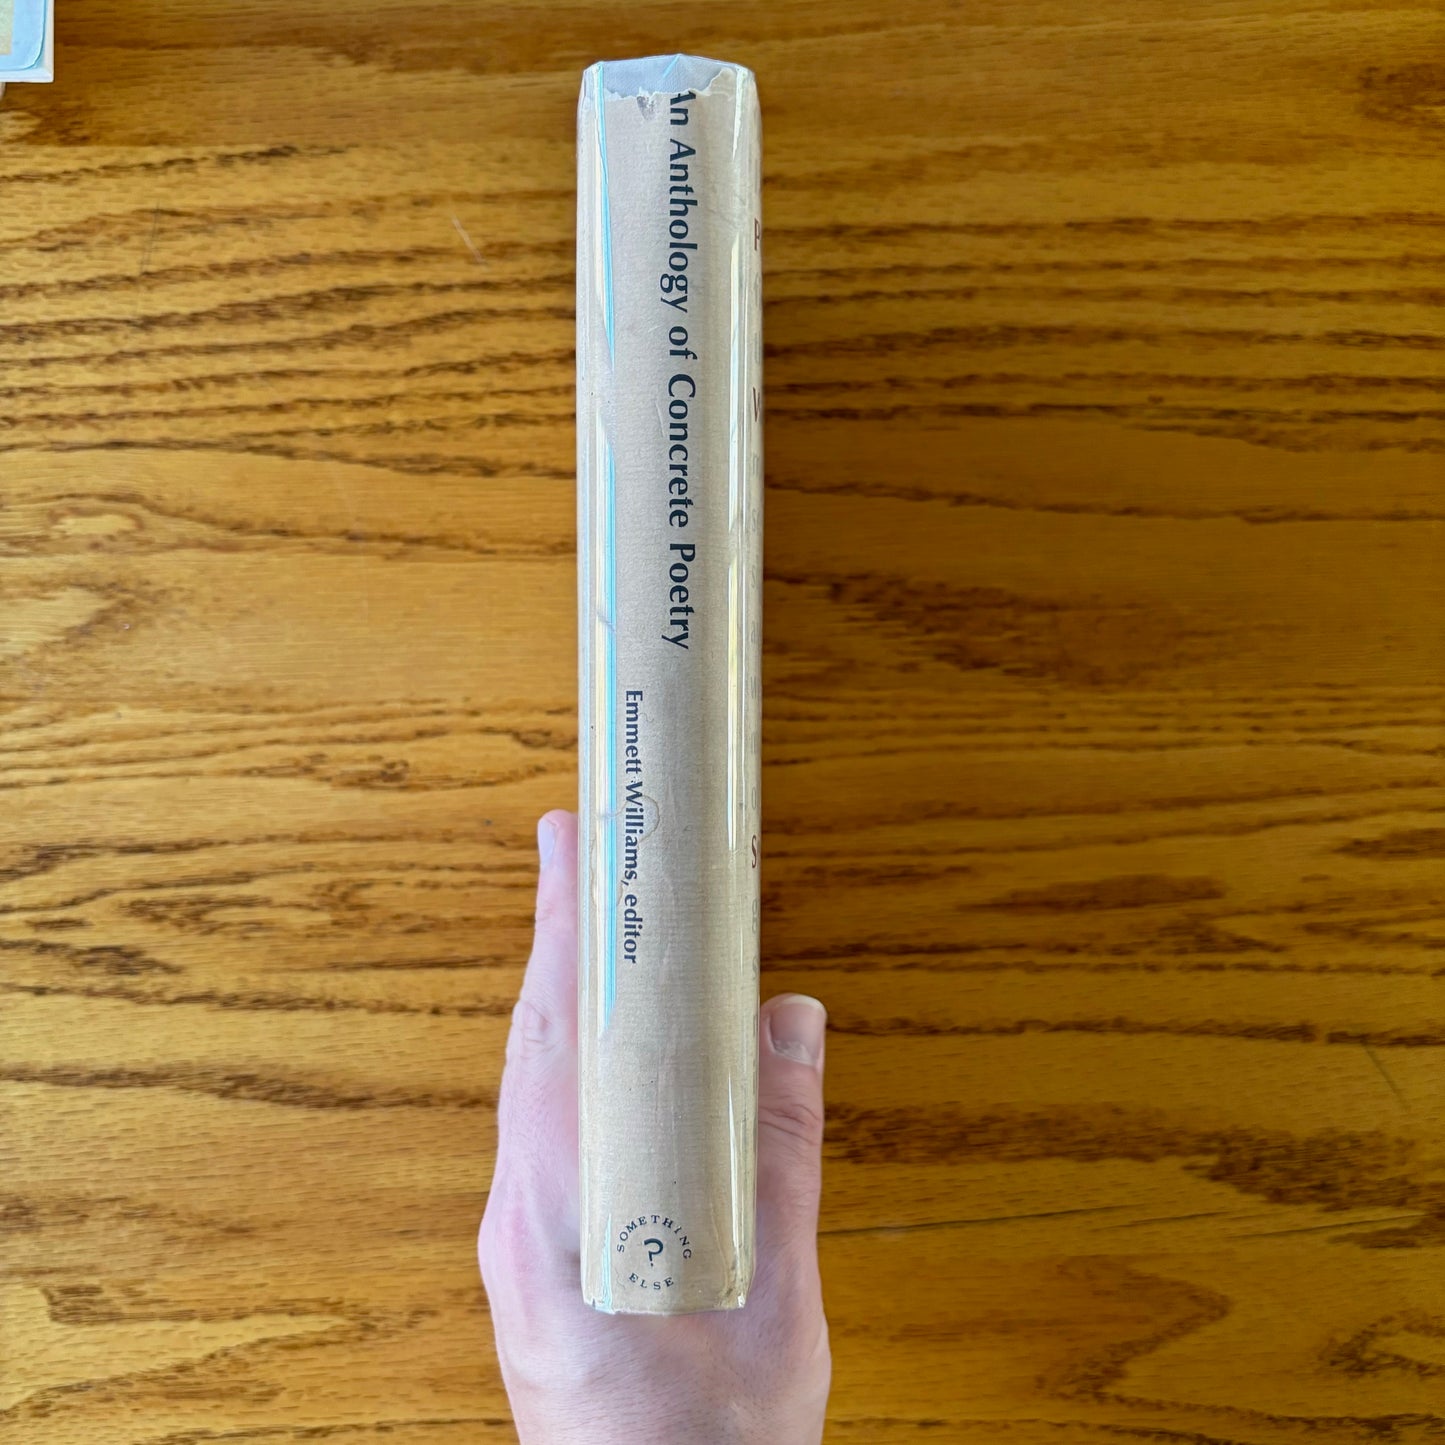 An Anthology of Concrete Poetry
Emmett Williams, editor
SOMETHING
ELSE